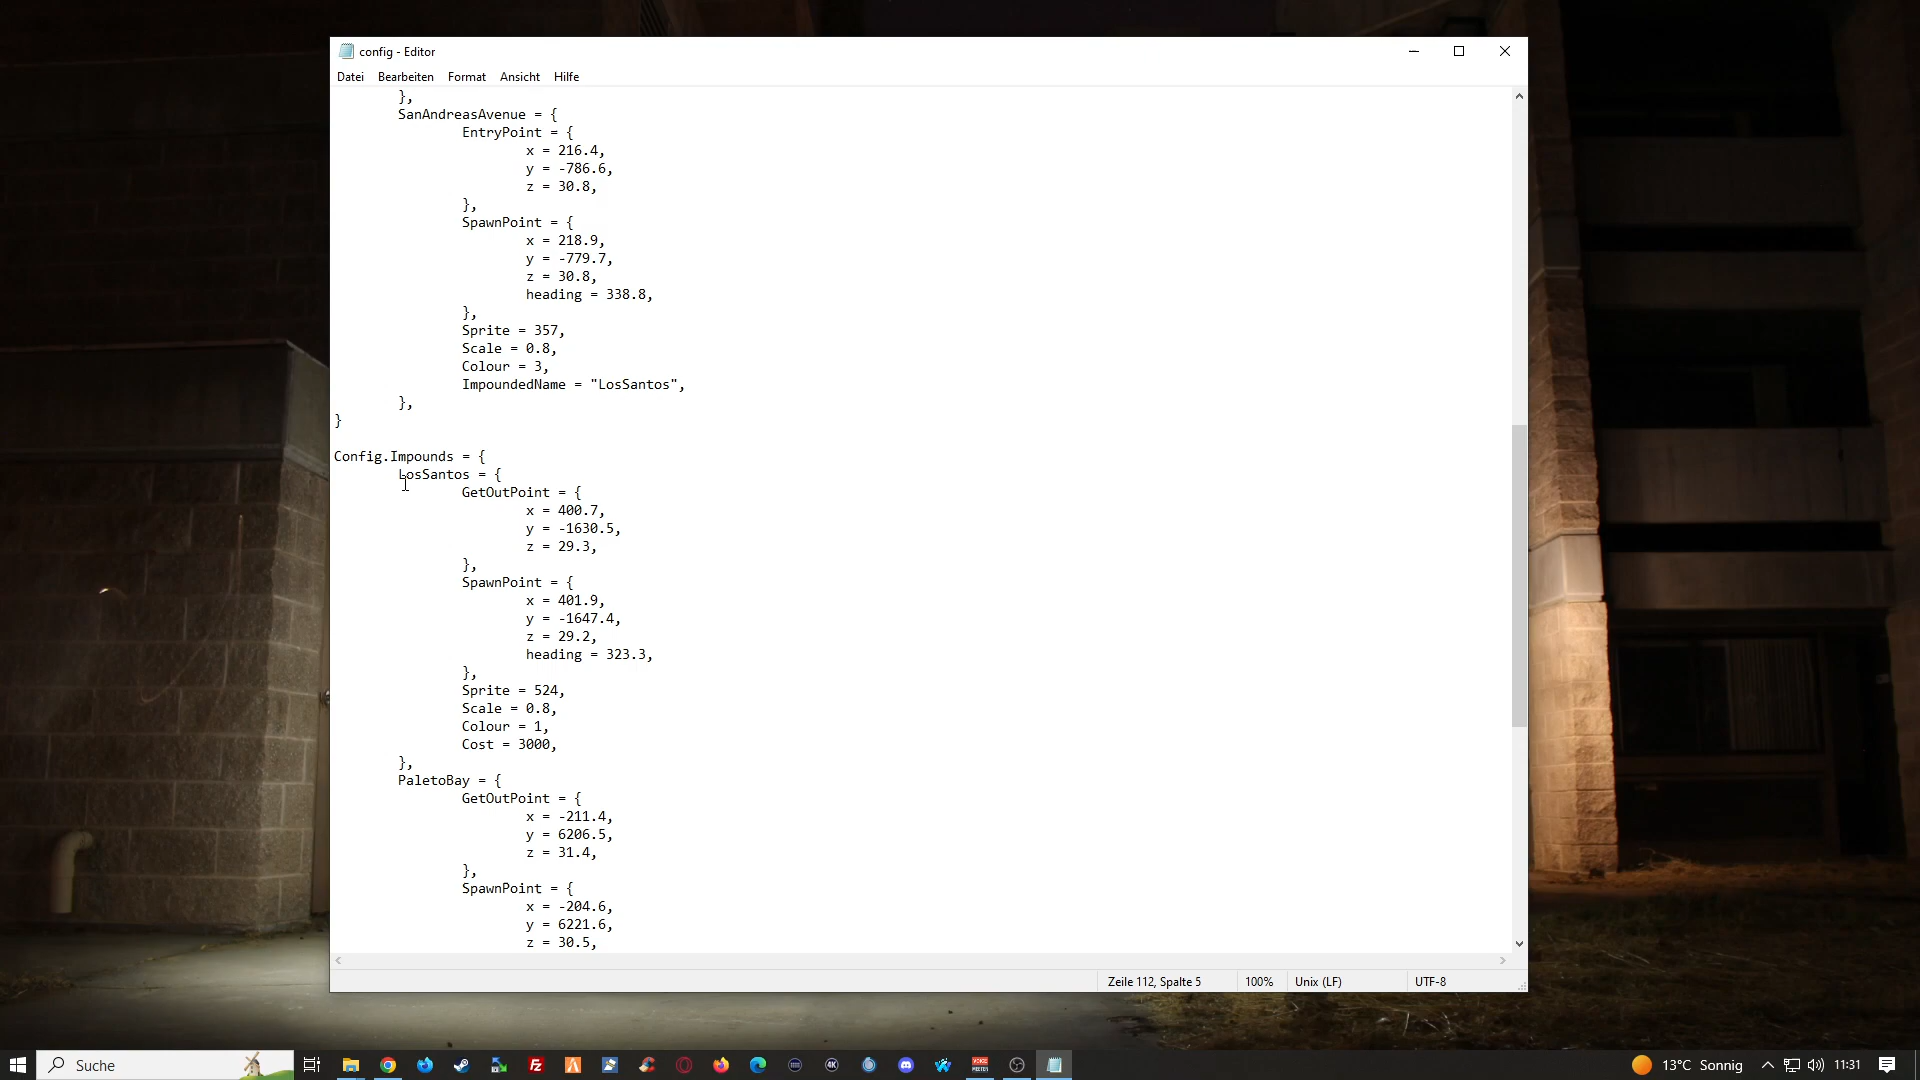 config - Editor
Datei Bearbeiten Format Ansicht Hilfe
},
SanAndreasAvenue = {
EntryPoint = {
x = 216.4,
y = -786.6,
z = 30.8,
},
SpawnPoint = {
x = 218.9,
y = -779.7,
z = 30.8,
heading = 338.8,
},
Sprite = 357,
Scale = 0.8,
Colour = 3,
ImpoundedName = "LosSantos",
},
}
Config.Impounds = {
LosSantos = {
GetOutPoint = {
x = 400.7,
y = -1630.5,
z = 29.3,
},
SpawnPoint = {
x = 401.9,
y = -1647.4,
z = 29.2,
heading = 323.3,
},
Sprite = 524,
Scale = 0.8,
Colour = 1,
Cost = 3000,
},
PaletoBay = {
GetOutPoint = {
x = -211.4,
y = 6206.5,
z = 31.4,
},
SpawnPoint = {
x = -204.6,
y = 6221.6,
z = 30.5,
Zeile 112, Spalte 5 100% Unix (LF) UTF-8
Suche 4K 13°C Sonnig 11:31